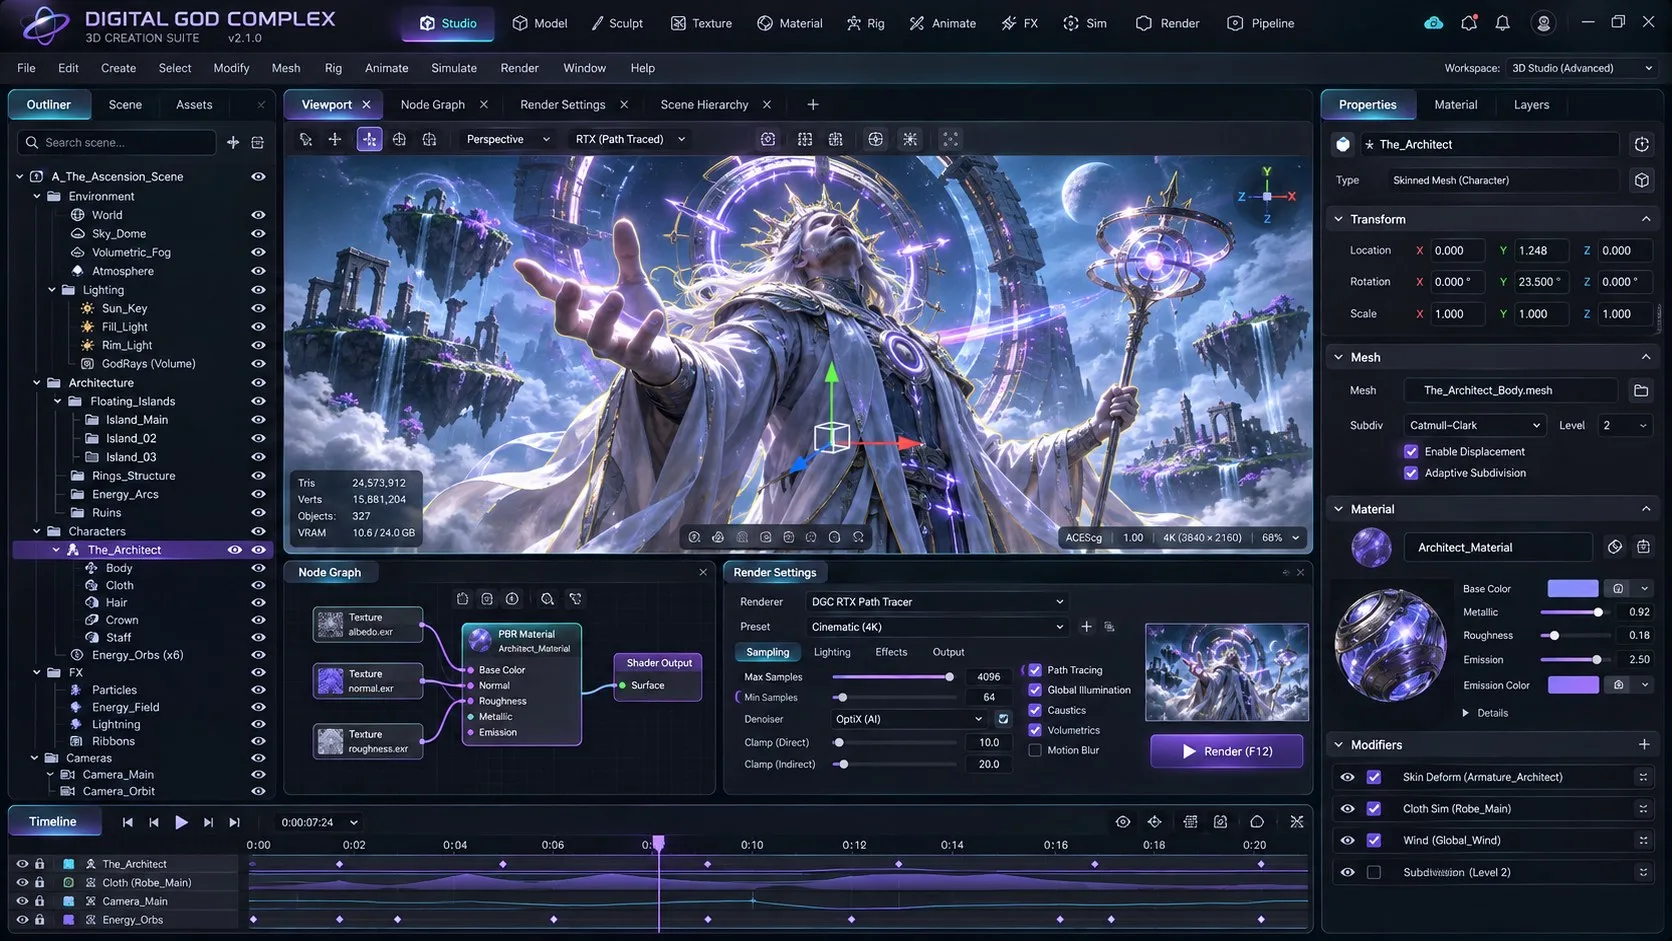 DIGITAL GOD COMPLEX
3D CREATION SUITE v2.1.0
Studio Model Sculpt Texture Material Rig Animate FX Sim Render Pipeline
File Edit Create Select Modify Mesh Rig Animate Simulate Render Window Help
Workspace: 3D Studio (Advanced)
Outliner Scene Assets
Search scene...
A_The_Ascension_Scene
Environment
World
Sky_Dome
Volumetric_Fog
Atmosphere
Lighting
Sun_Key
Fill_Light
Rim_Light
GodRays (Volume)
Architecture
Floating_Islands
Island_Main
Island_02
Island_03
Rings_Structure
Energy_Arcs
Ruins
Characters
The_Architect
Body
Cloth
Hair
Crown
Staff
Energy_Orbs (x6)
FX
Particles
Energy_Field
Lightning
Ribbons
Cameras
Camera_Main
Camera_Orbit
Viewport Node Graph Render Settings Scene Hierarchy
Perspective RTX (Path Traced)
Y
Z X
Z
Tris 24,573,912
Verts 15,881,204
Objects: 327
VRAM 10.6 / 24.0 GB
ACEScg 1.00 4K (3840 × 2160) 68%
Node Graph
Texture
albedo.exr
Texture
normal.exr
Texture
roughness.exr
PBR Material
Architect_Material
Base Color
Normal
Roughness
Metallic
Emission
Shader Output
Surface
Render Settings
Renderer DGC RTX Path Tracer
Preset Cinematic (4K)
Sampling Lighting Effects Output
Max Samples 4096
Min Samples 64
Denoiser OptiX (AI)
Clamp (Direct) 10.0
Clamp (Indirect) 20.0
Path Tracing
Global Illumination
Caustics
Volumetrics
Motion Blur
Render (F12)
Properties Material Layers
The_Architect
Type Skinned Mesh (Character)
Transform
Location X 0.000 Y 1.248 Z 0.000
Rotation X 0.000 ° Y 23.500 ° Z 0.000 °
Scale X 1.000 Y 1.000 Z 1.000
Mesh
Mesh The_Architect_Body.mesh
Subdiv Catmull-Clark Level 2
Enable Displacement
Adaptive Subdivision
Material
Architect_Material
Base Color
Metallic 0.92
Roughness 0.18
Emission 2.50
Emission Color
Details
Modifiers
Skin Deform (Armature_Architect)
Cloth Sim (Robe_Main)
Wind (Global_Wind)
(Level 2)
Timeline
0:00:07:24
0:00 0:02 0:04 0:06 0:10 0:12 0:14 0:16 0:18 0:20
The_Architect
Cloth (Robe_Main)
Camera_Main
Energy_Orbs